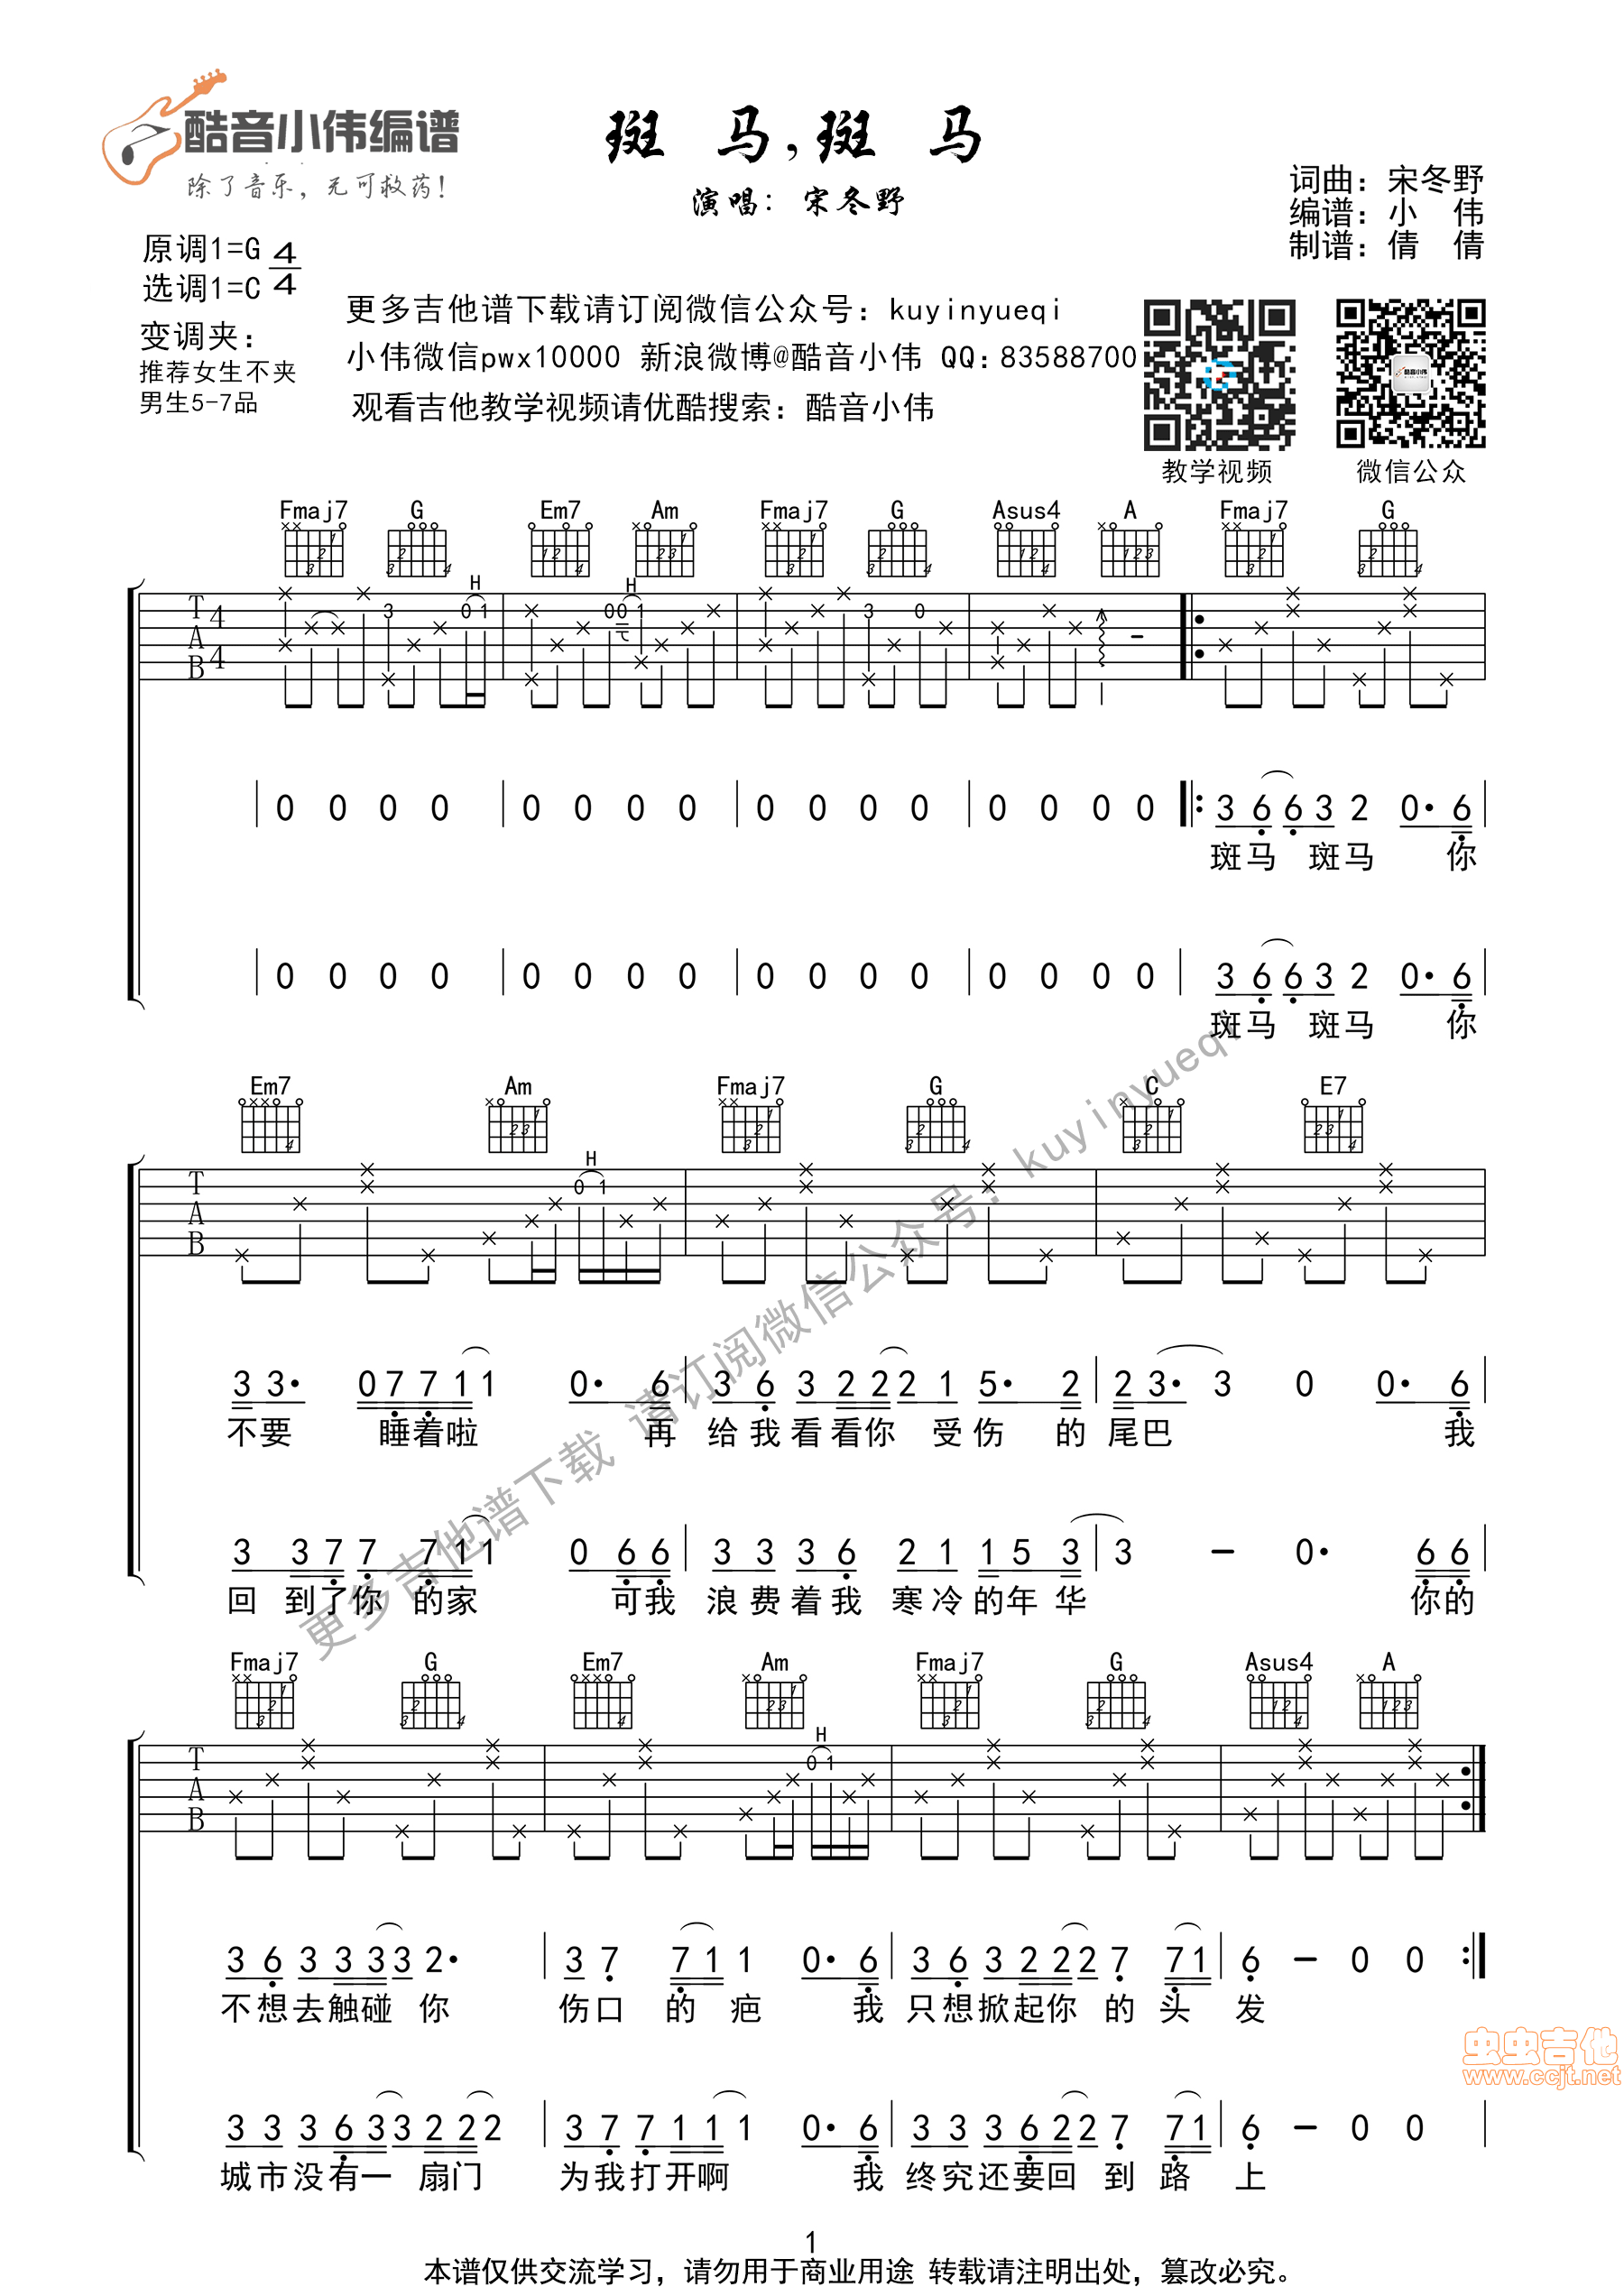 酷音小伟编谱
除了音乐，无可救药！
斑 马，斑 马
演唱：宋冬野
词曲：宋冬野
编谱：小 伟
制谱：倩 倩
原调1=G 4/4
选调1=C
变调夹：
推荐女生不夹
男生5-7品
更多吉他谱下载请订阅微信公众号：kuyinyueqi
小伟微信pwx10000 新浪微博@酷音小伟 QQ：83588700
观看吉他教学视频请优酷搜索：酷音小伟
教学视频 微信公众
Fmaj7 G Em7 Am Fmaj7 G Asus4 A Fmaj7 G
H H
T A B 4/4 3 0 1 0 0 1 3 0
0 0 0 0 | 0 0 0 0 | 0 0 0 0 | 0 0 0 0 | 3 6 6 3 2 0· 6
斑马 斑马 你
0 0 0 0 | 0 0 0 0 | 0 0 0 0 | 0 0 0 0 | 3 6 6 3 2 0· 6
斑马 斑马 你
Em7 Am Fmaj7 G C E7
H
T A B 0 1
3 3· 0 7 7 1 1 0· 6 | 3 6 3 2 2 2 1 5· 2 | 2 3· 3 0 0· 6
不要 睡着啦 再 给我看看你 受伤 的 尾巴 我
3 3 7 7 7 1 1 0 6 6 | 3 3 3 6 2 1 1 5 3 | 3 - 0· 6 6
回 到了你 的家 可我 浪费着我 寒冷的年华 你的
更多吉他谱下载 请订阅微信公众号：kuyinyueqi
Fmaj7 G Em7 Am Fmaj7 G Asus4 A
H
T A B 0 1
3 6 3 3 3 3 2· | 3 7 7 1 1 0· 6 | 3 6 3 2 2 2 7 7 1 | 6 - 0 0
不想去触碰 你 伤口 的 疤 我 只想掀起你 的 头 发
3 3 3 6 3 3 2 2 2 | 3 7 7 1 1 1 0· 6 | 3 3 3 6 2 2 7 7 1 | 6 - 0 0
城市没有一 扇门 为我打开啊 我 终究还要回 到 路 上
虫虫吉他
www.ccjt.net
1
本谱仅供交流学习，请勿用于商业用途 转载请注明出处，篡改必究。